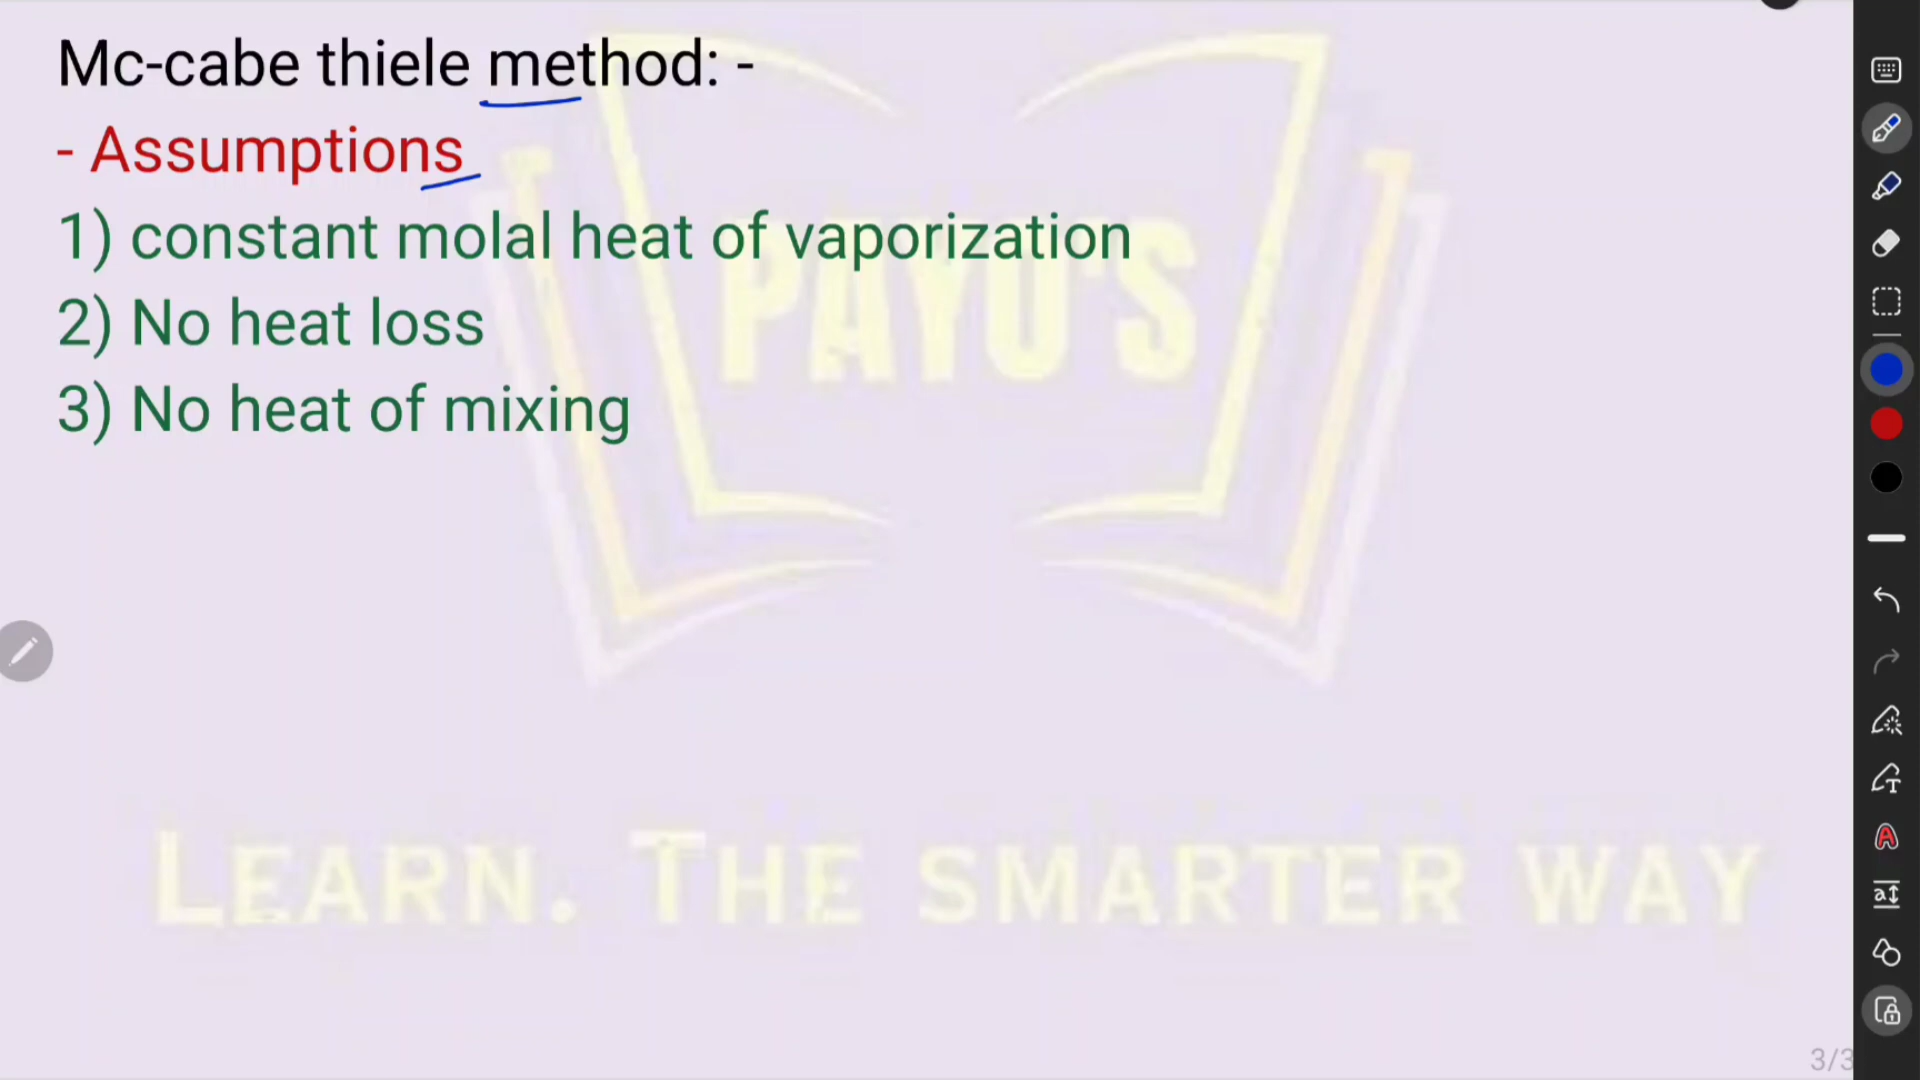 Mc-cabe thiele method: -
- Assumptions
1) constant molal heat of vaporization
2) No heat loss
3) No heat of mixing
PAYU'S
LEARN. THE SMARTER WAY
3/3